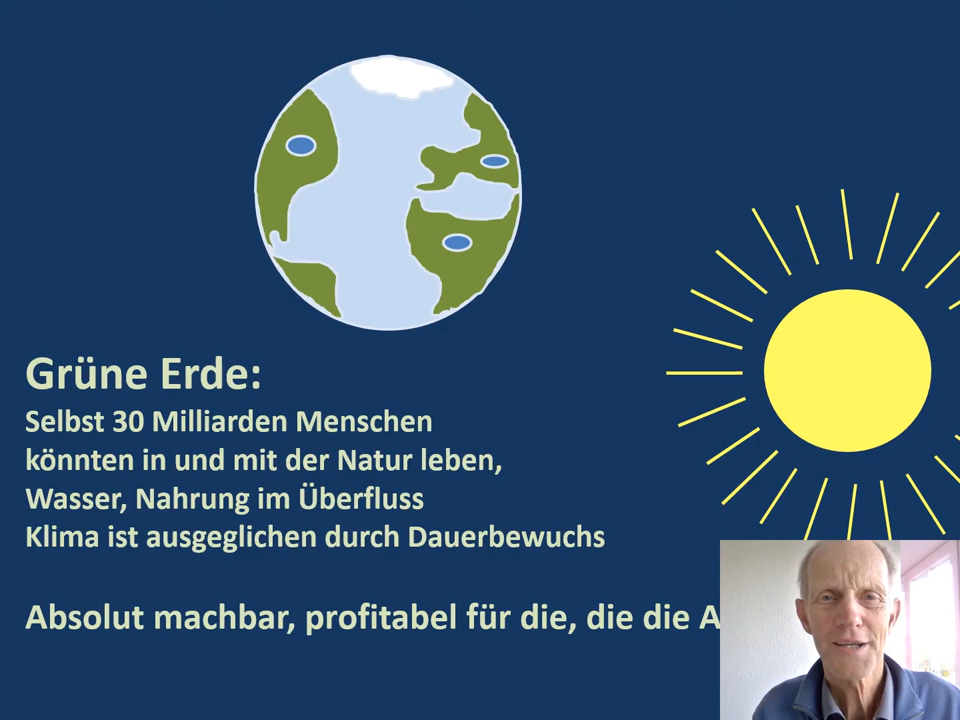 Grüne Erde:
Selbst 30 Milliarden Menschen
könnten in und mit der Natur leben,
Wasser, Nahrung im Überfluss
Klima ist ausgeglichen durch Dauerbewuchs
Absolut machbar, profitabel für die, die die